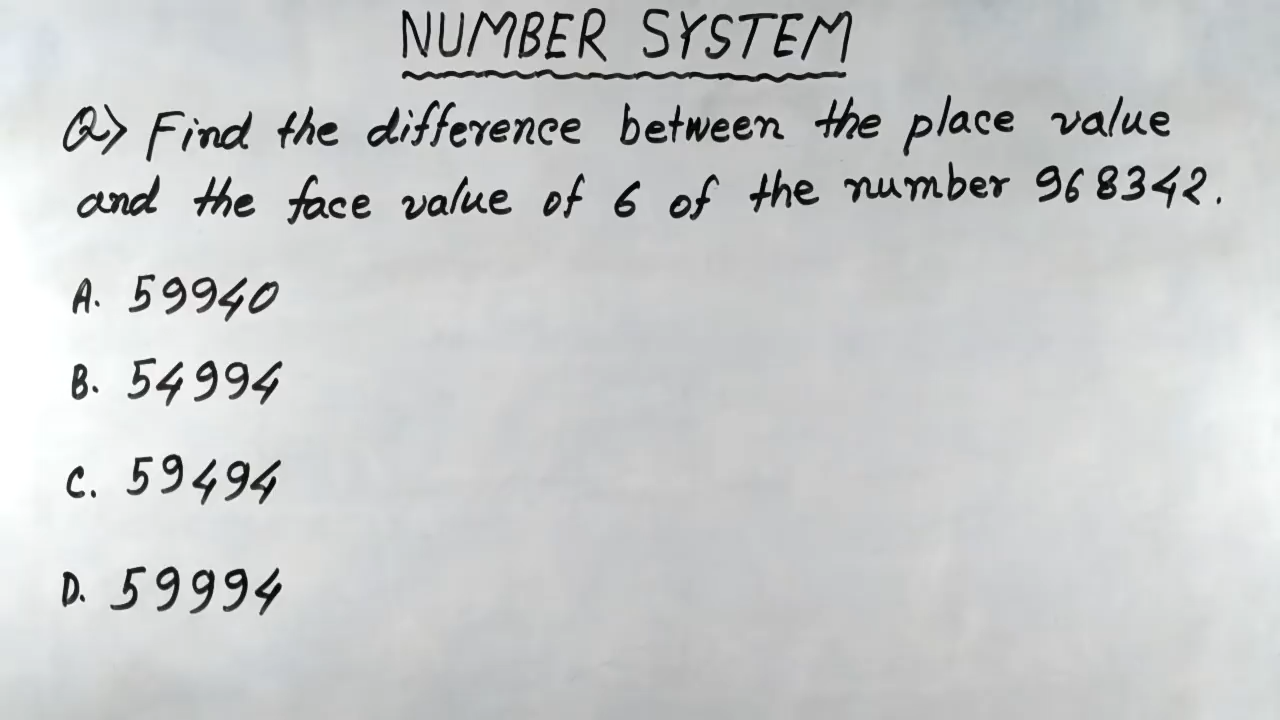 NUMBER SYSTEM
Q> Find the difference between the place value
and the face value of 6 of the number 968342.
A. 59940
B. 54994
C. 59494
D. 59994